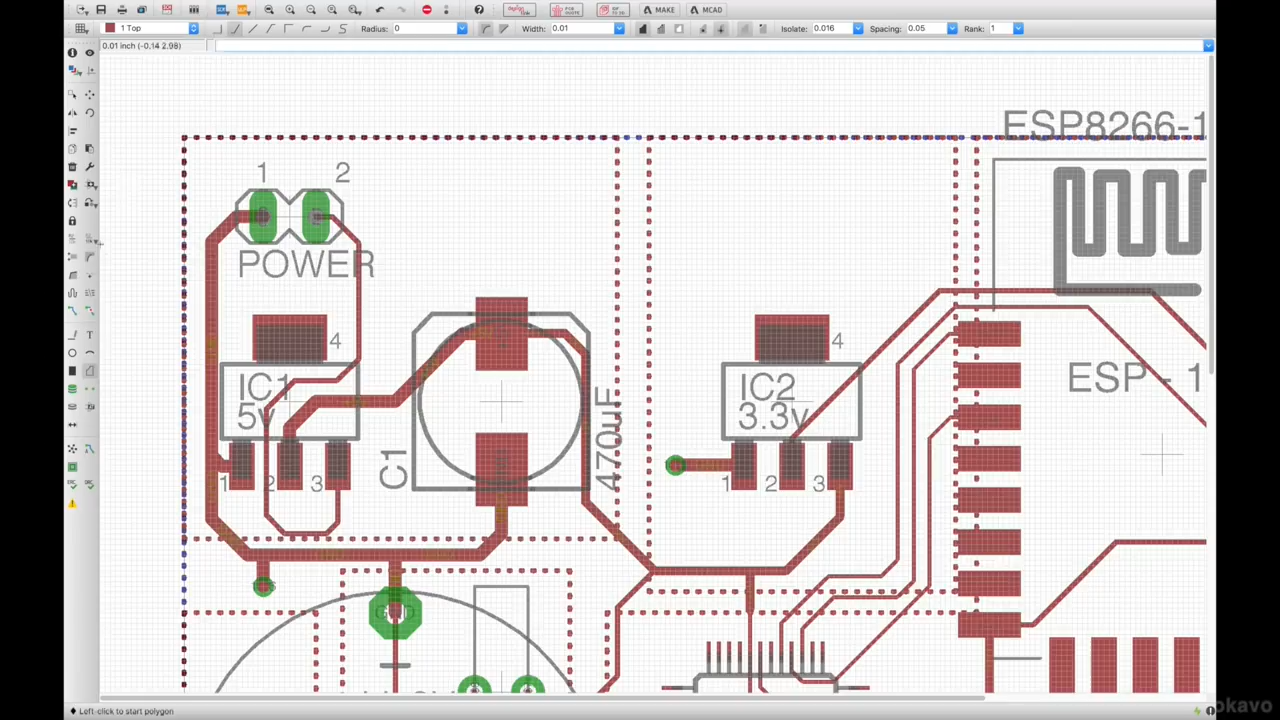 MAKE
MCAD
1 Top
Radius:
0
Width:
0.01
Isolate:
0.016
Spacing:
0.05
Rank:
1
0.01 inch (-0.14 2.98)
ESP8266-1
1
2
POWER
4
IC1
5v
1
2
3
C1
470uF
4
IC2
3.3v
1
2
3
ESP - 1
GND
Left-click to start polygon
okavo